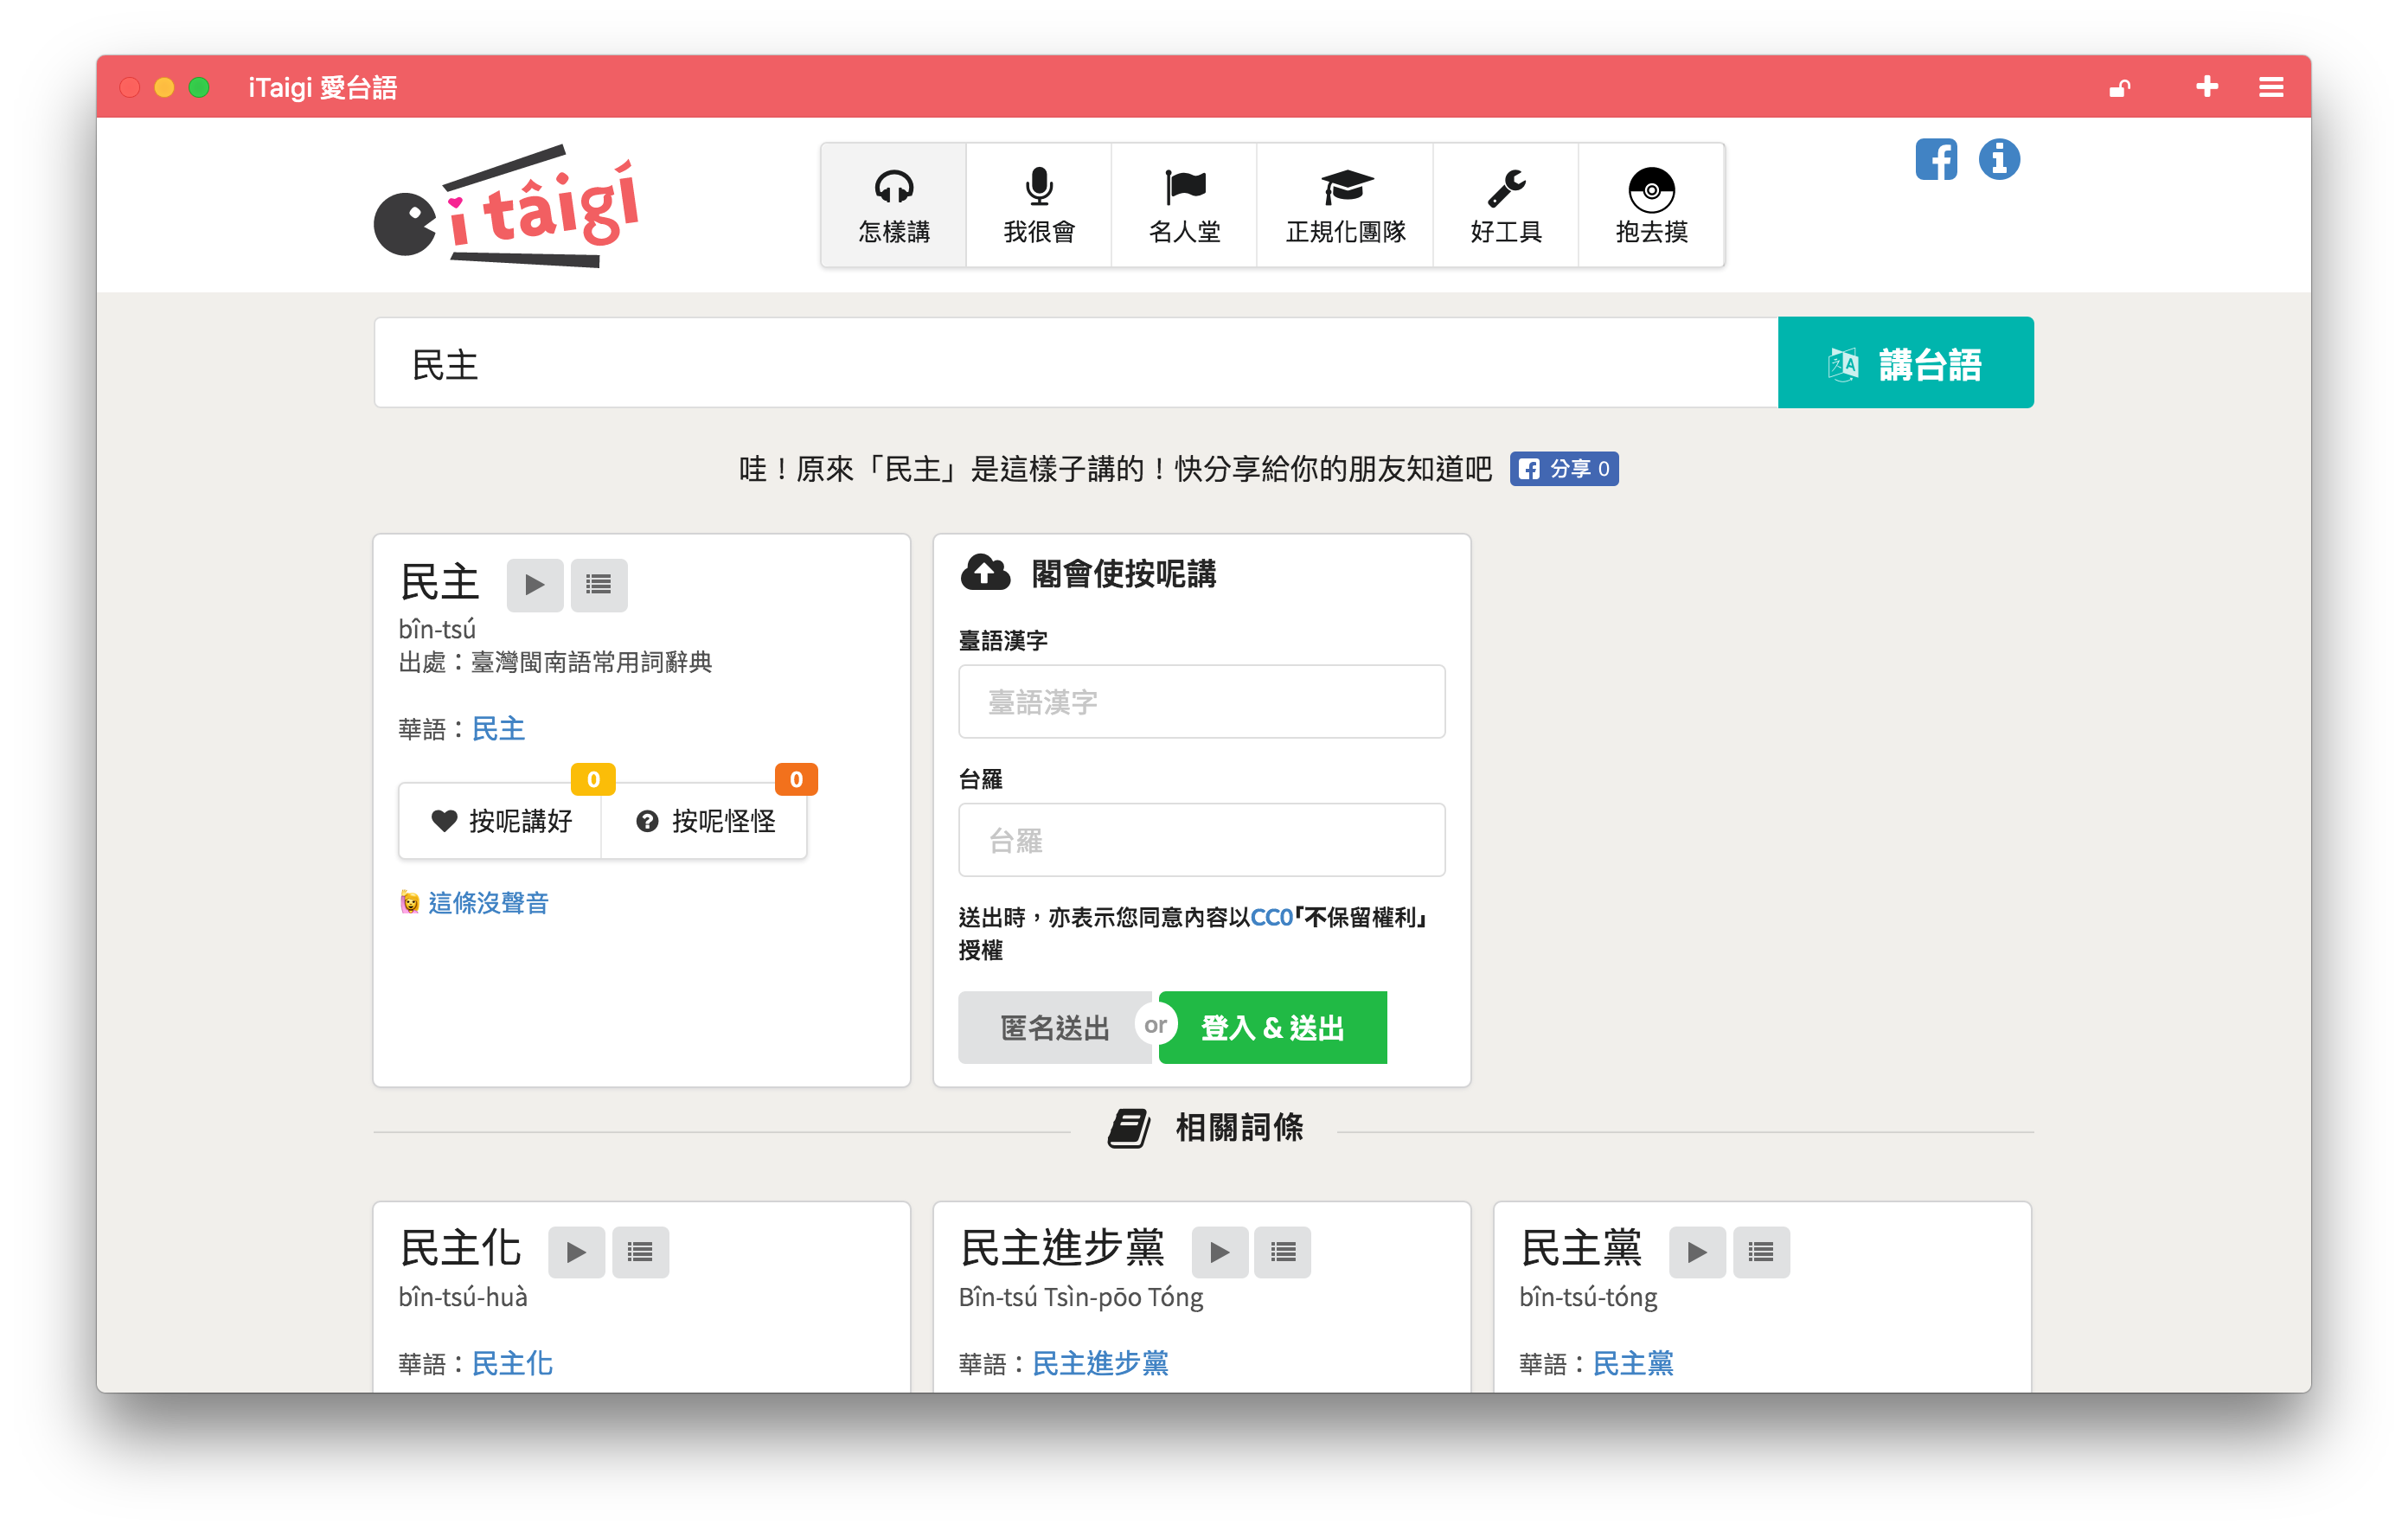 iTaigi 愛台語
i tâigí
怎樣講
我很會
名人堂
正規化團隊
好工具
抱去摸
民主
講台語
哇！原來「民主」是這樣子講的！快分享給你的朋友知道吧
分享 0
民主
bîn-tsú
出處：臺灣閩南語常用詞辭典
華語：民主
0
0
按呢講好
按呢怪怪
這條沒聲音
閣會使按呢講
臺語漢字
臺語漢字
台羅
台羅
送出時，亦表示您同意內容以CC0「不保留權利」
授權
匿名送出
or
登入 & 送出
相關詞條
民主化
bîn-tsú-huà
華語：民主化
民主進步黨
Bîn-tsú Tsìn-pōo Tóng
華語：民主進步黨
民主黨
bîn-tsú-tóng
華語：民主黨